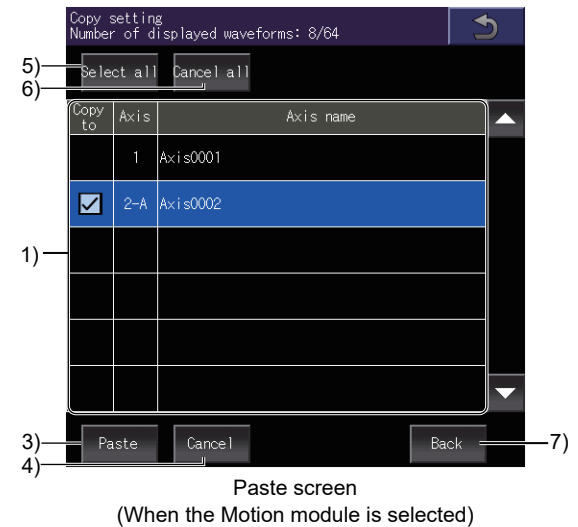 Copy setting
Number of displayed waveforms: 8/64
5)
Select all
Cancel all
6)
Copy to
Axis
Axis name
1
Axis0001
2-A
Axis0002
1)
3)
Paste
Cancel
Back
7)
4)
Paste screen
(When the Motion module is selected)